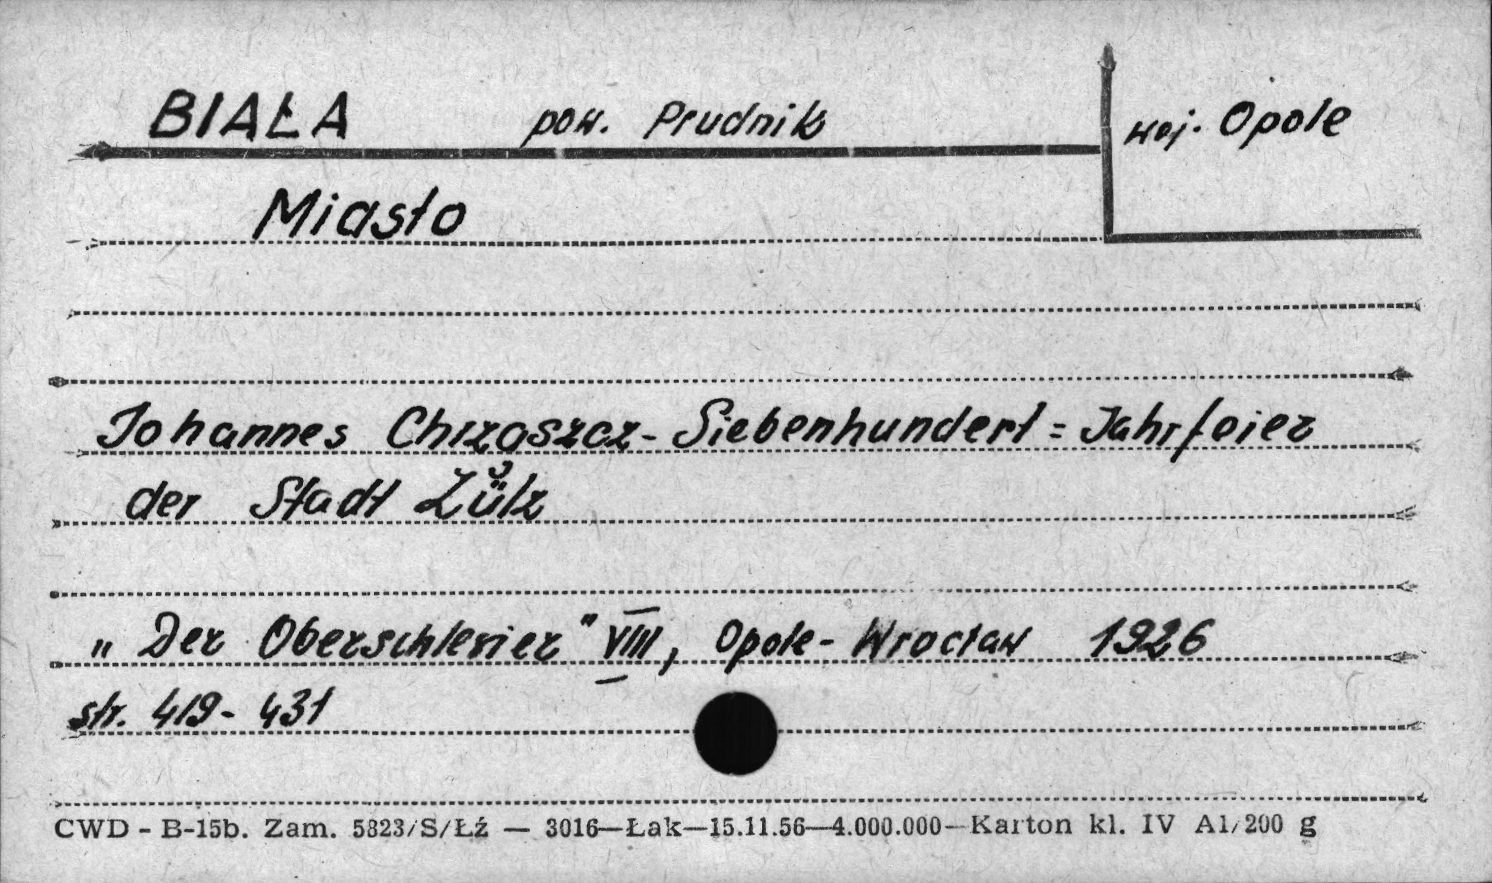 BIAŁA pow. Prudnik woj. Opole
Miasto
Johannes Chrzoszcz - Siebenhundert = Jahrfeier
der Stadt Zülz
„Der Oberschlesier" VIII, Opole - Wrocław 1926
str. 419 - 431
CWD - B-15b. Zam. 5823/S/Łź — 3016—Łak—15.11.56—4.000.000—Karton kl. IV A1/200 g